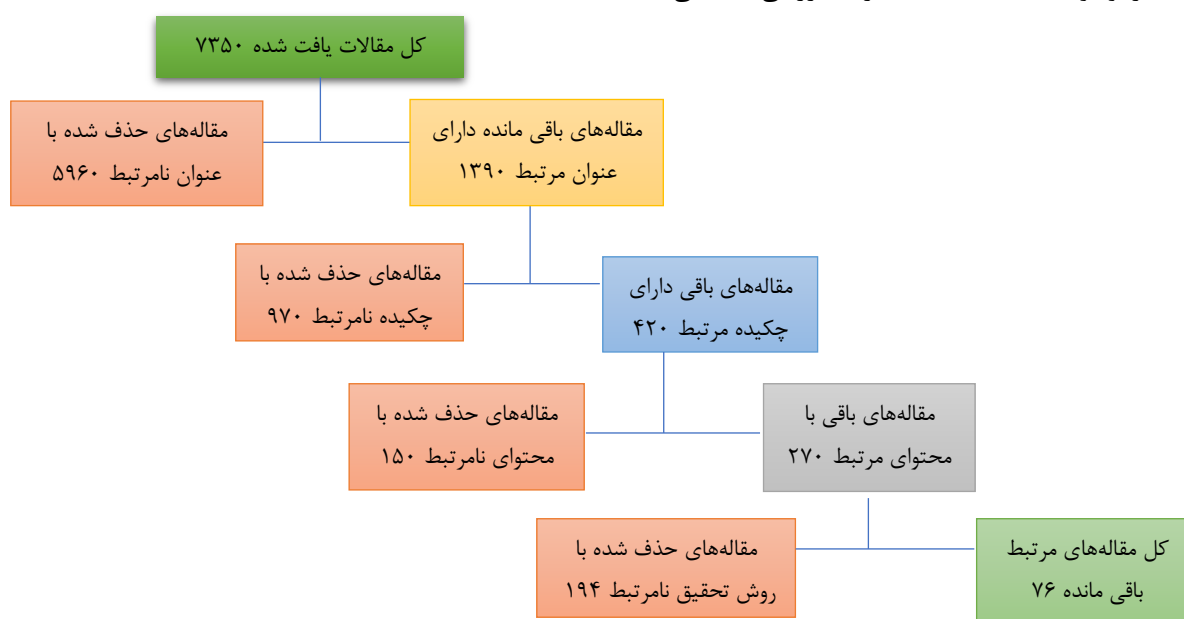 کل مقالات یافت شده ۷۳۵۰
مقاله‌های باقی مانده دارای
عنوان مرتبط ۱۳۹۰
مقاله‌های حذف شده با
عنوان نامرتبط ۵۹۶۰
مقاله‌های باقی دارای
چکیده مرتبط ۴۲۰
مقاله‌های حذف شده با
چکیده نامرتبط ۹۷۰
مقاله‌های باقی با
محتوای مرتبط ۲۷۰
مقاله‌های حذف شده با
محتوای نامرتبط ۱۵۰
کل مقاله‌های مرتبط
باقی مانده ۷۶
مقاله‌های حذف شده با
روش تحقیق نامرتبط ۱۹۴